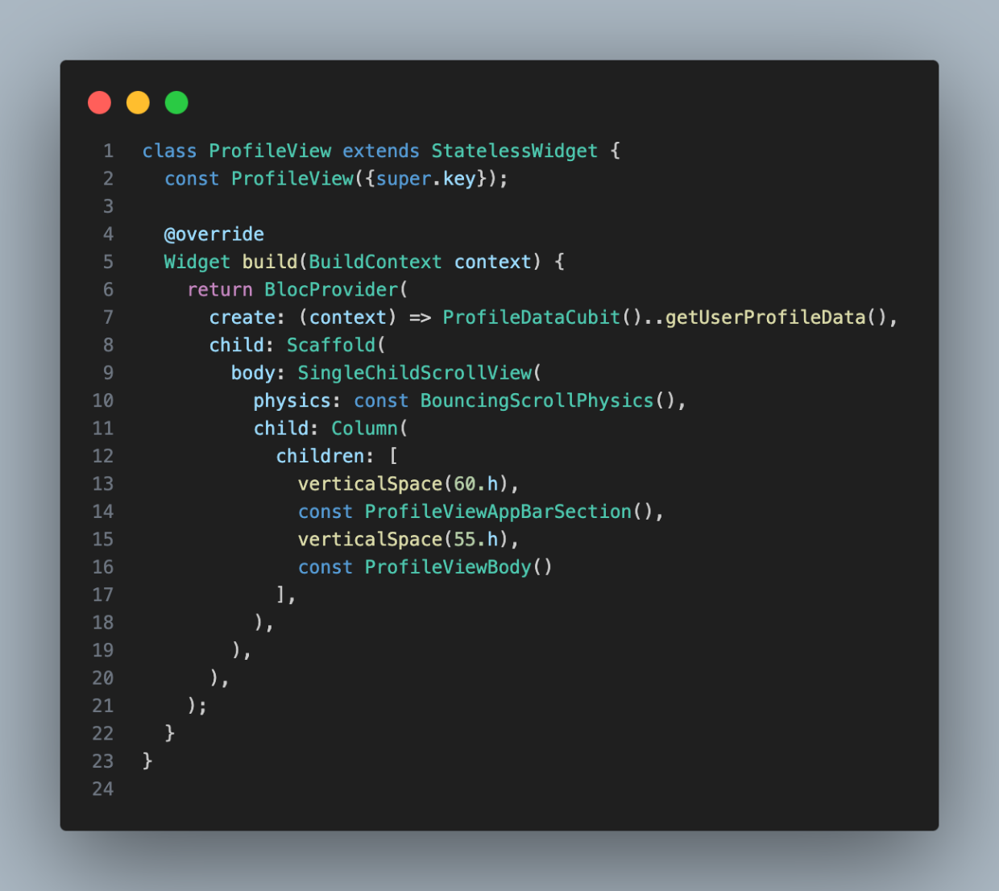 1 class ProfileView extends StatelessWidget {
2   const ProfileView({super.key});
3
4   @override
5   Widget build(BuildContext context) {
6     return BlocProvider(
7       create: (context) => ProfileDataCubit()..getUserProfileData(),
8       child: Scaffold(
9         body: SingleChildScrollView(
10           physics: const BouncingScrollPhysics(),
11           child: Column(
12             children: [
13               verticalSpace(60.h),
14               const ProfileViewAppBarSection(),
15               verticalSpace(55.h),
16               const ProfileViewBody()
17             ],
18           ),
19         ),
20       ),
21     );
22   }
23 }
24